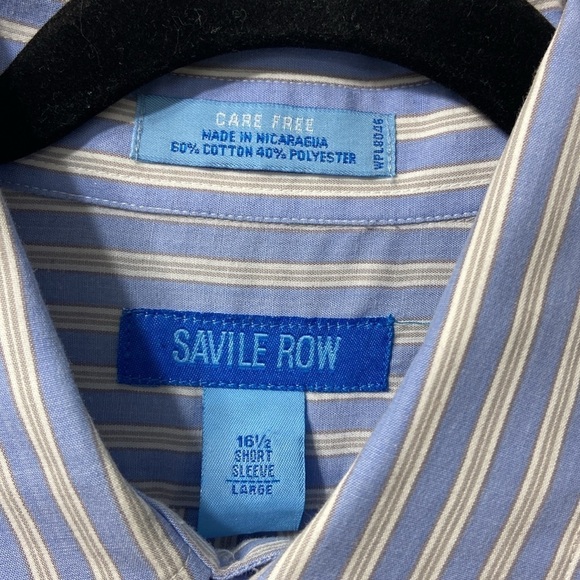 CARE FREE
MADE IN NICARAGUA
60% COTTON 40% POLYESTER
WPL8046
SAVILE ROW
16½
SHORT
SLEEVE
LARGE